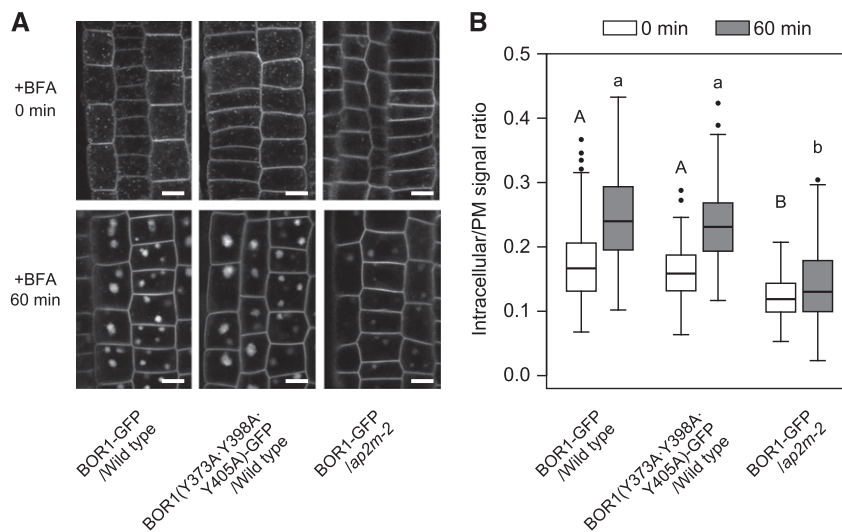 A
+BFA
0 min
+BFA
60 min
BOR1-GFP
/Wild type
BOR1(Y373A·Y398A·
Y405A)-GFP
/Wild type
BOR1-GFP
/ap2m-2
B
0 min
60 min
Intracellular/PM signal ratio
0.5
0.4
0.3
0.2
0.1
0.0
A
a
A
a
B
b
BOR1-GFP
/Wild type
BOR1(Y373A·Y398A·
Y405A)-GFP
/Wild type
BOR1-GFP
/ap2m-2